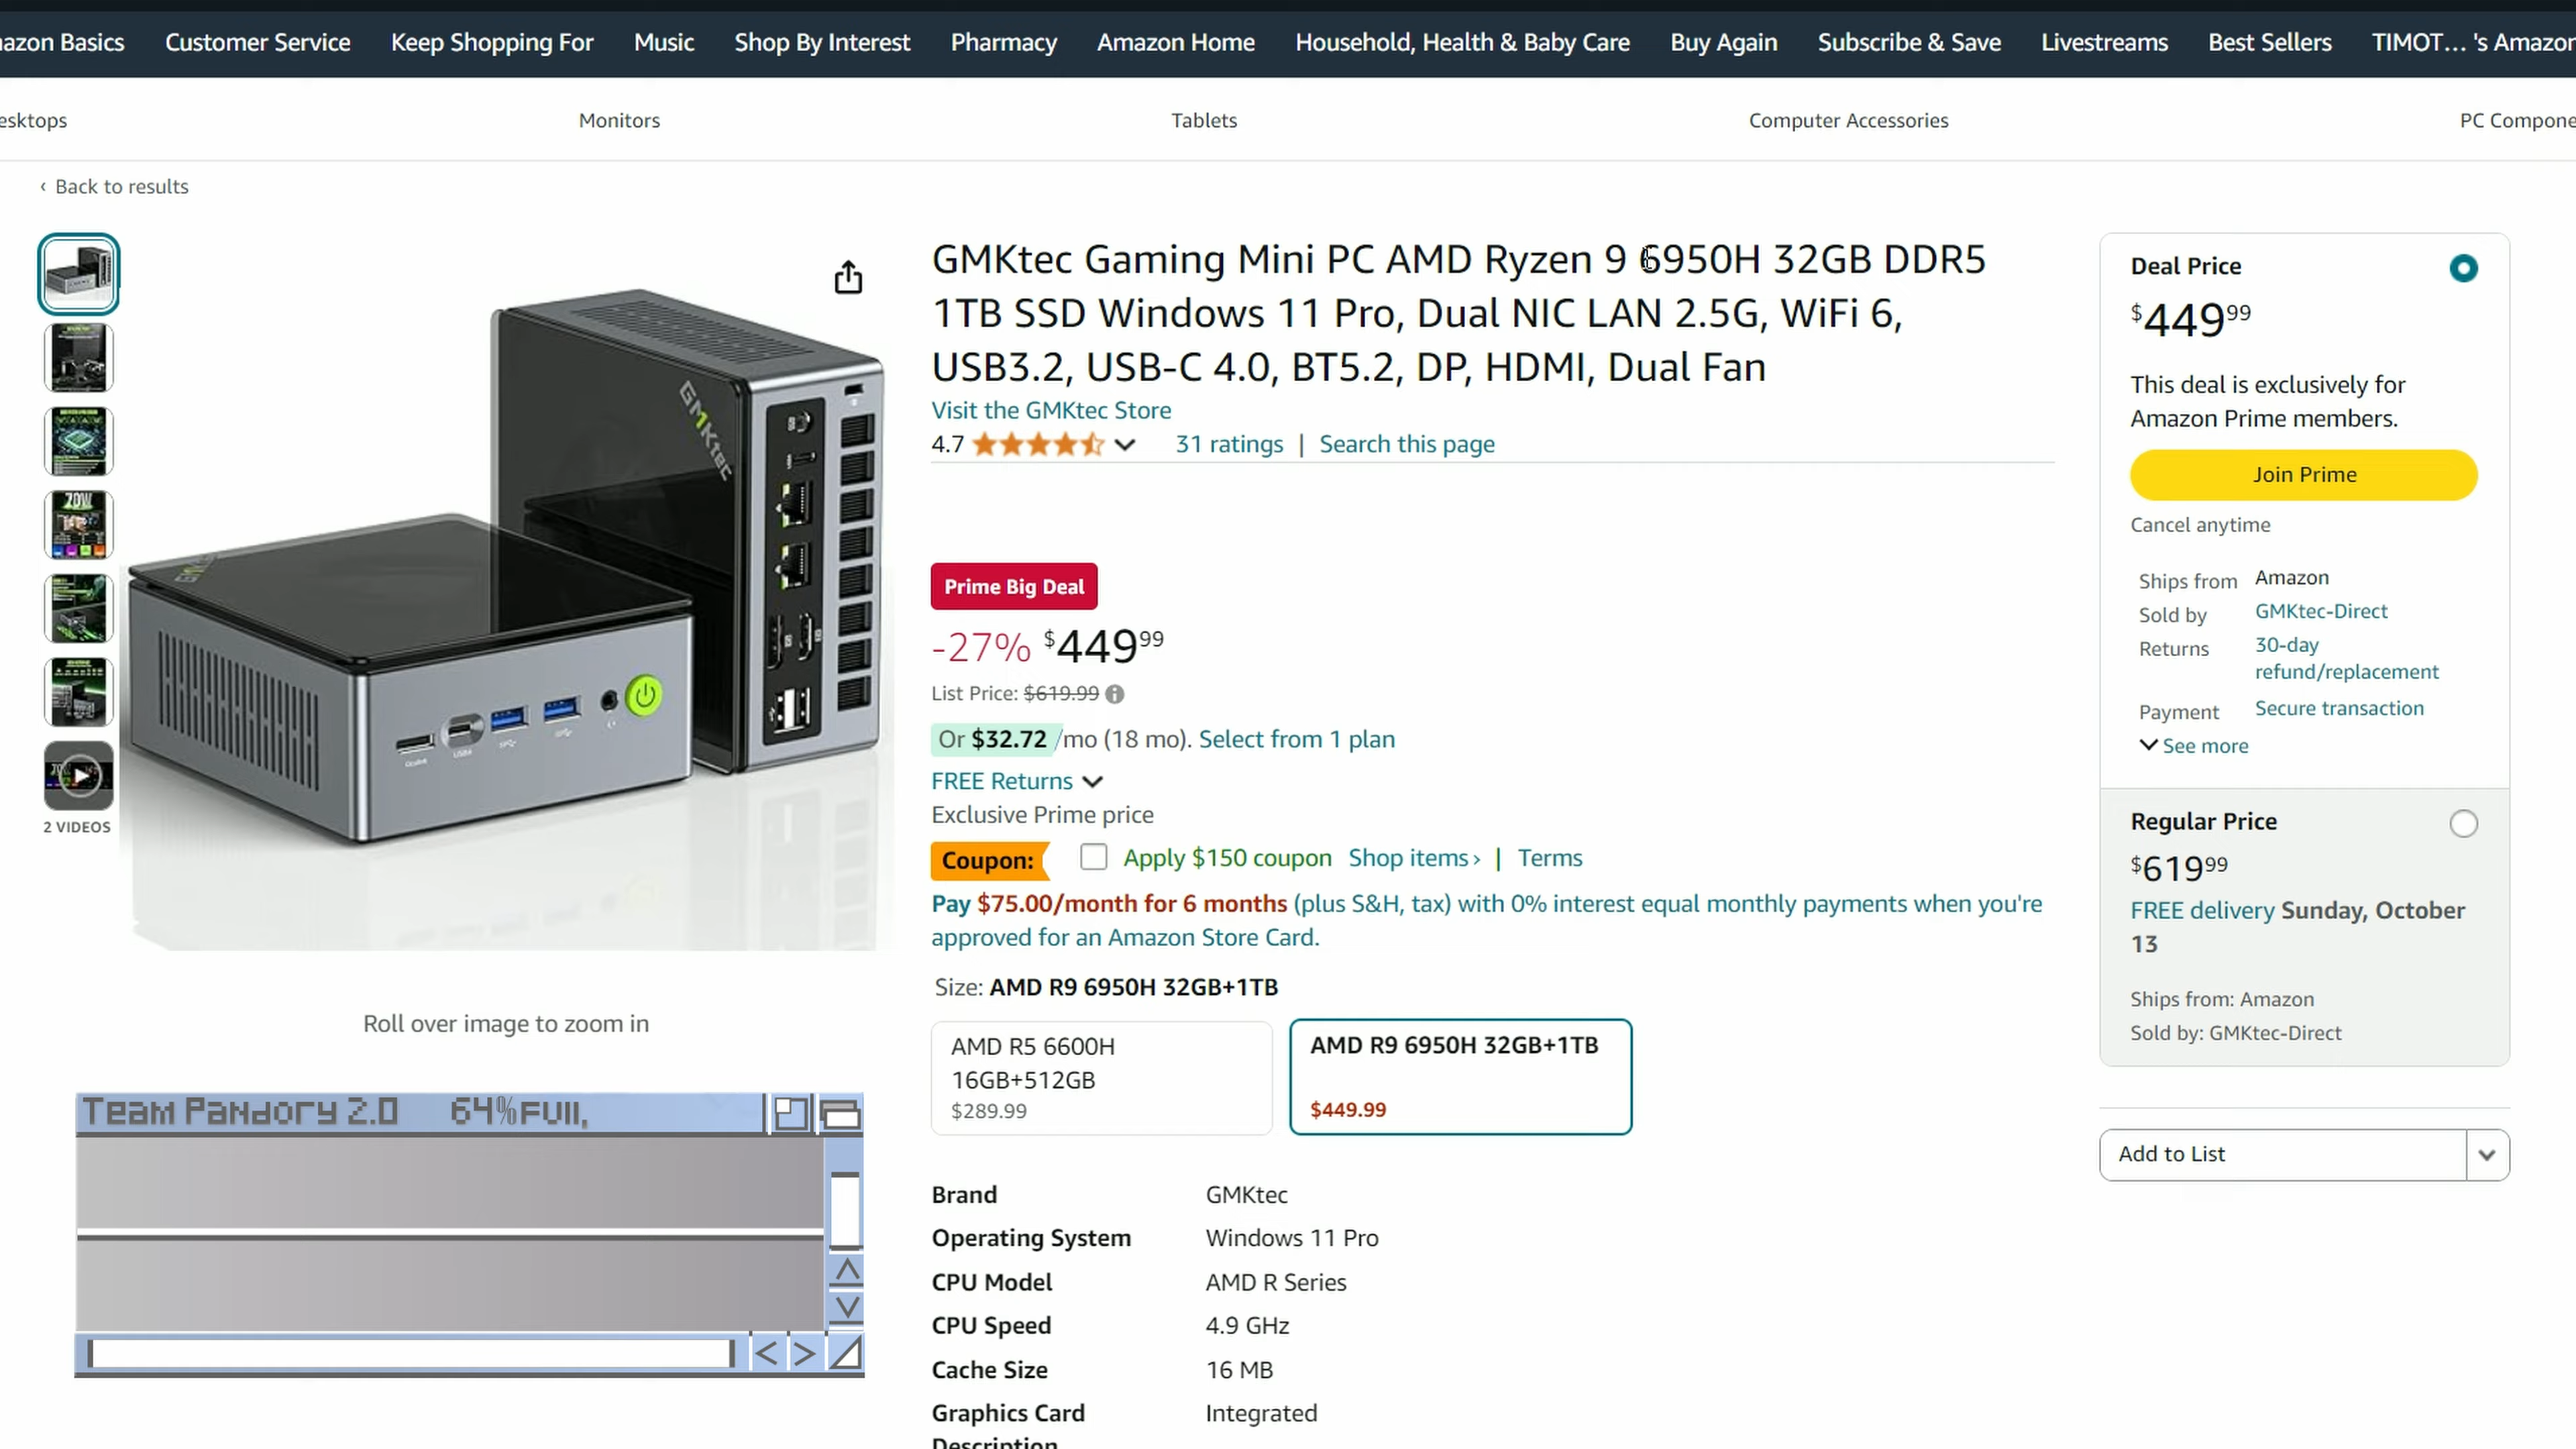 azon Basics Customer Service Keep Shopping For Music Shop By Interest Pharmacy Amazon Home Household, Health & Baby Care Buy Again Subscribe & Save Livestreams Best Sellers TIMOT... 's Amazon
esktops Monitors Tablets Computer Accessories PC Compone
‹ Back to results
2 VIDEOS
GMKtec
Oculink
USB4
Roll over image to zoom in
Team Pandory 2.0 64%Full,
GMKtec Gaming Mini PC AMD Ryzen 9 6950H 32GB DDR5
1TB SSD Windows 11 Pro, Dual NIC LAN 2.5G, WiFi 6,
USB3.2, USB-C 4.0, BT5.2, DP, HDMI, Dual Fan
Visit the GMKtec Store
4.7 31 ratings | Search this page
Prime Big Deal
-27% $449 99
List Price: $619.99
Or $32.72 /mo (18 mo). Select from 1 plan
FREE Returns
Exclusive Prime price
Coupon: Apply $150 coupon Shop items › | Terms
Pay $75.00/month for 6 months (plus S&H, tax) with 0% interest equal monthly payments when you're
approved for an Amazon Store Card.
Size: AMD R9 6950H 32GB+1TB
AMD R5 6600H
16GB+512GB
$289.99
AMD R9 6950H 32GB+1TB
$449.99
Brand GMKtec
Operating System Windows 11 Pro
CPU Model AMD R Series
CPU Speed 4.9 GHz
Cache Size 16 MB
Graphics Card Integrated
Description
Deal Price
$449 99
This deal is exclusively for
Amazon Prime members.
Join Prime
Cancel anytime
Ships from Amazon
Sold by GMKtec-Direct
Returns 30-day
refund/replacement
Payment Secure transaction
See more
Regular Price
$619 99
FREE delivery Sunday, October
13
Ships from: Amazon
Sold by: GMKtec-Direct
Add to List